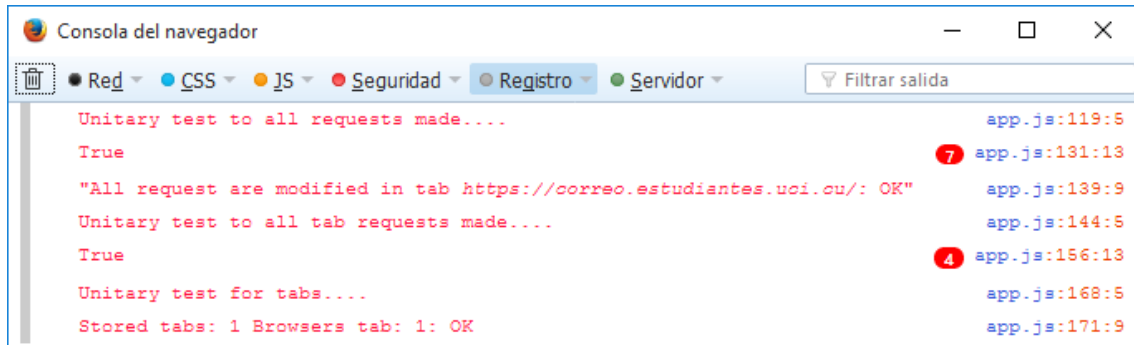 Consola del navegador
Red CSS JS Seguridad Registro Servidor Filtrar salida
Unitary test to all requests made.... app.js:119:5
True 7 app.js:131:13
"All request are modified in tab https://correo.estudiantes.uci.cu/: OK" app.js:139:9
Unitary test to all tab requests made.... app.js:144:5
True 4 app.js:156:13
Unitary test for tabs.... app.js:168:5
Stored tabs: 1 Browsers tab: 1: OK app.js:171:9